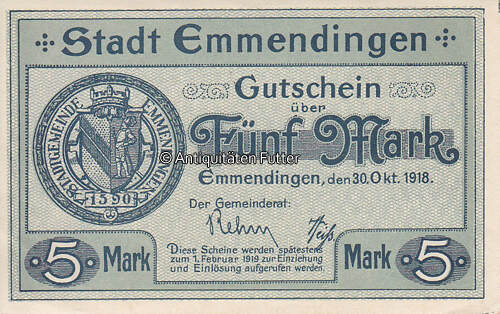 Stadt Emmendingen
Gutschein
über
Fünf Mark
© Antiquitäten Futter
Emmendingen, den 30. Okt. 1918.
Der Gemeinderat:
STADTGEMEINDE EMMENDINGEN
1590
Diese Scheine werden spätestens
zum 1. Februar 1919 zur Einziehung
und Einlösung aufgerufen werden.
5 Mark
Mark 5